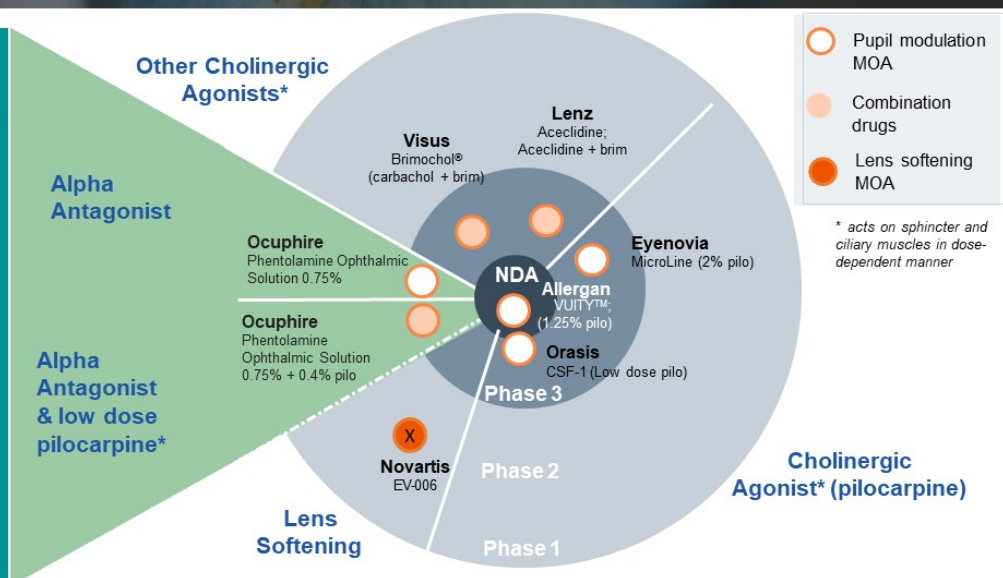 Other Cholinergic
Agonists*
Alpha
Antagonist
Visus
Brimochol®
(carbachol + brim)
Lenz
Aceclidine;
Aceclidine + brim
Pupil modulation
MOA
Combination
drugs
Lens softening
MOA
* acts on sphincter and
ciliary muscles in dose-
dependent manner
Ocuphire
Phentolamine Ophthalmic
Solution 0.75%
Eyenovia
MicroLine (2% pilo)
NDA
Allergan
VUITY™;
(1.25% pilo)
Ocuphire
Phentolamine
Ophthalmic Solution
0.75% + 0.4% pilo
Orasis
CSF-1 (Low dose pilo)
Alpha
Antagonist
& low dose
pilocarpine*
Phase 3
X
Novartis
EV-006
Phase 2
Cholinergic
Agonist* (pilocarpine)
Lens
Softening
Phase 1